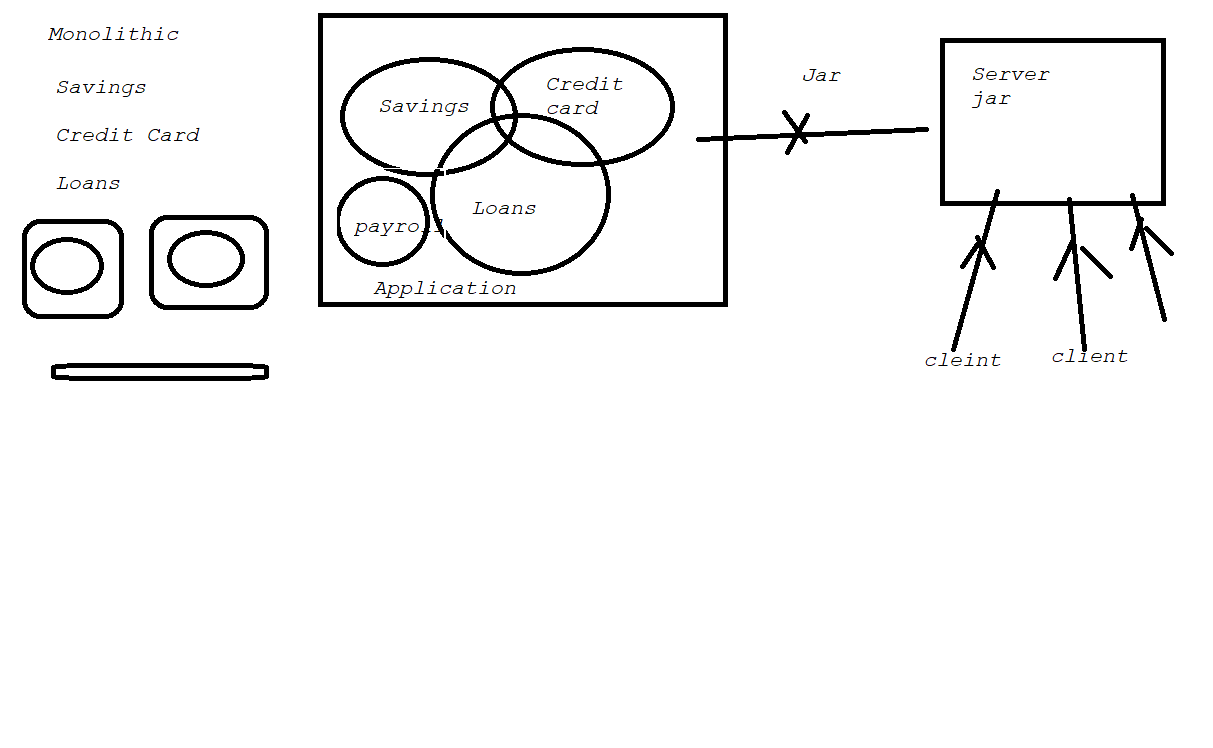 Monolithic
Savings
Credit Card
Loans
Savings
Credit
card
Loans
payroll
Application
Jar
Server
jar
cleint
client